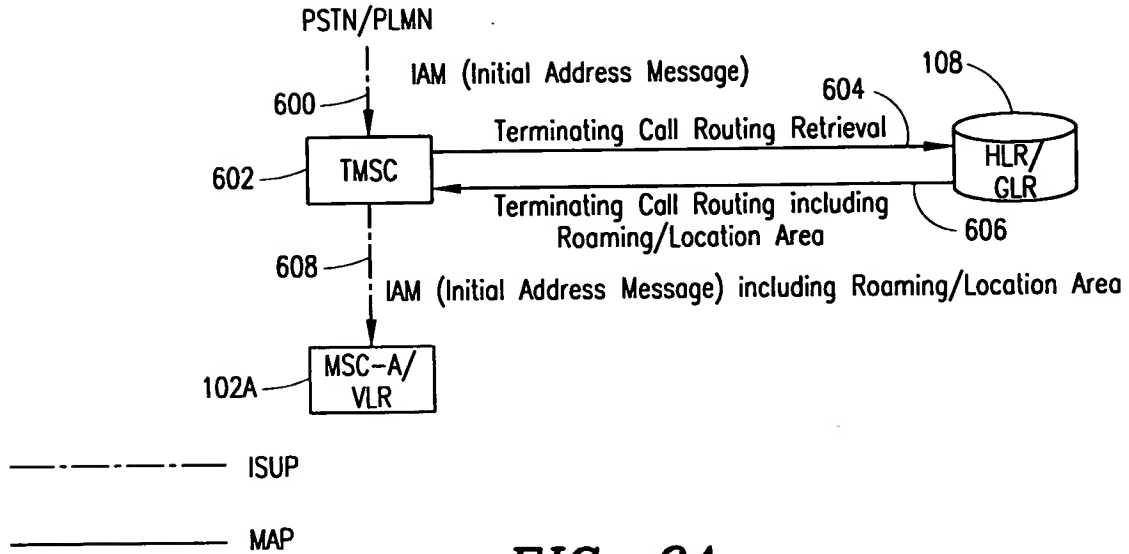 PSTN/PLMN
IAM (Initial Address Message)
108
600
604
Terminating Call Routing Retrieval
602
TMSC
HLR/
GLR
Terminating Call Routing including
Roaming/Location Area
606
608
IAM (Initial Address Message) including Roaming/Location Area
102A
MSC-A/
VLR
ISUP
MAP